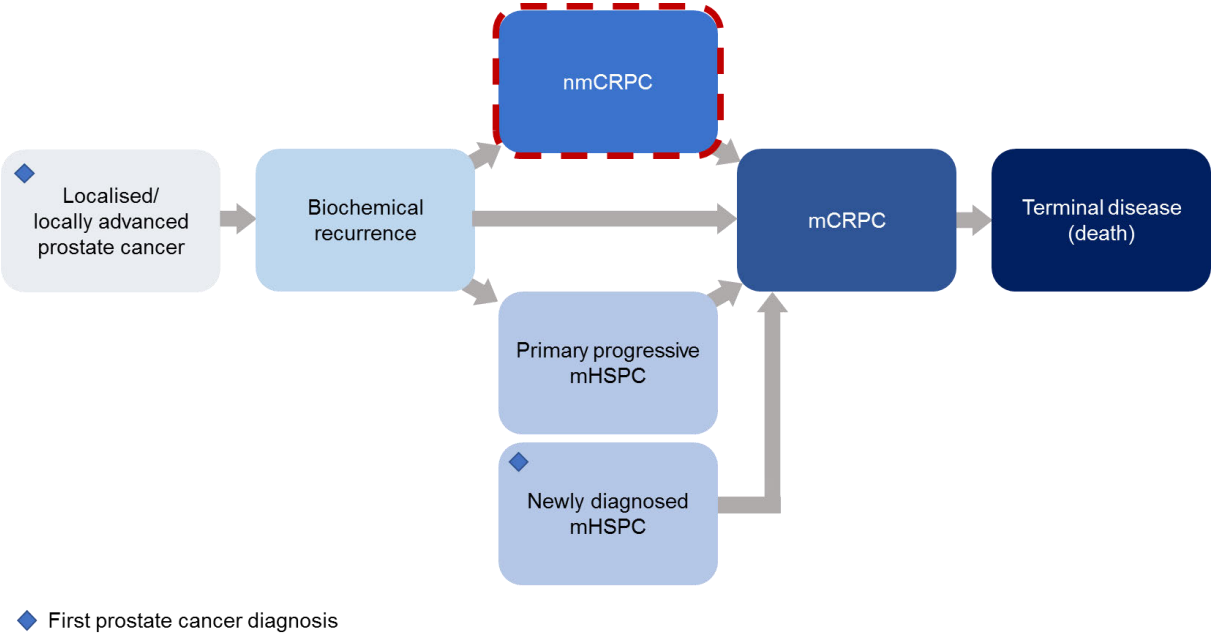 nmCRPC
Localised/
locally advanced
prostate cancer
Biochemical
recurrence
mCRPC
Terminal disease
(death)
Primary progressive
mHSPC
Newly diagnosed
mHSPC
First prostate cancer diagnosis